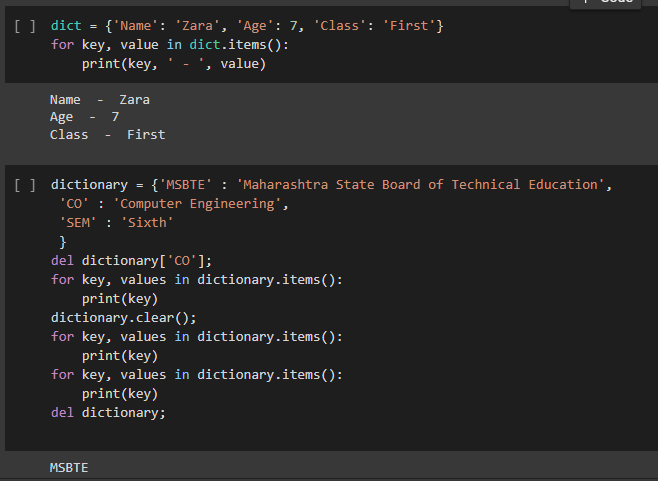 [ ] dict = {'Name': 'Zara', 'Age': 7, 'Class': 'First'}
for key, value in dict.items():
    print(key, ' - ', value)
Name  -  Zara
Age  -  7
Class  -  First
[ ] dictionary = {'MSBTE' : 'Maharashtra State Board of Technical Education',
 'CO' : 'Computer Engineering',
 'SEM' : 'Sixth'
 }
del dictionary['CO'];
for key, values in dictionary.items():
    print(key)
dictionary.clear();
for key, values in dictionary.items():
    print(key)
for key, values in dictionary.items():
    print(key)
del dictionary;
MSBTE